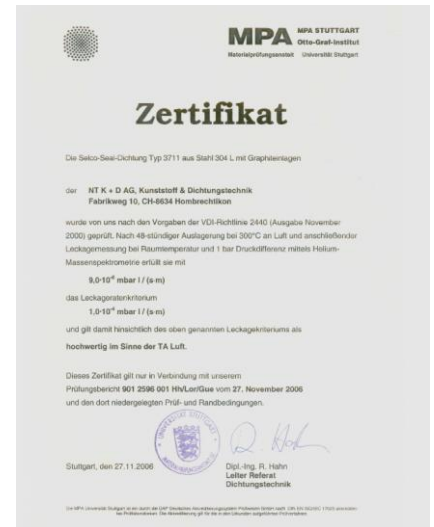 MPA
MPA STUTTGART
Otto-Graf-Institut
Materialprüfungsanstalt Universität Stuttgart
Zertifikat
Die Selco-Seal-Dichtung Typ 3711 aus Stahl 304 L mit Graphiteinlagen
der NT K + D AG, Kunststoff & Dichtungstechnik
Fabrikweg 10, CH-8634 Hombrechtikon
wurde von uns nach den Vorgaben der VDI-Richtlinie 2440 (Ausgabe November
2000) geprüft. Nach 48-stündiger Auslagerung bei 300°C an Luft und anschließender
Leckagemessung bei Raumtemperatur und 1 bar Druckdifferenz mittels Helium-
Massenspektrometrie erfüllt sie mit
mbar l / (s·m)
das Leckageratenkriterium
mbar l / (s·m)
und gilt damit hinsichtlich des oben genannten Leckagekriteriums als
hochwertig im Sinne der TA Luft.
Dieses Zertifikat gilt nur in Verbindung mit unserem
Prüfungsbericht 901 2596 001 Hh/Lor/Gue vom 27. November 2006
und den dort niedergelegten Prüf- und Randbedingungen.
UNIVERSITÄT STUTTGART
Stuttgart, den 27.11.2006
Dipl.-Ing. R. Hahn
Leiter Referat
Dichtungstechnik